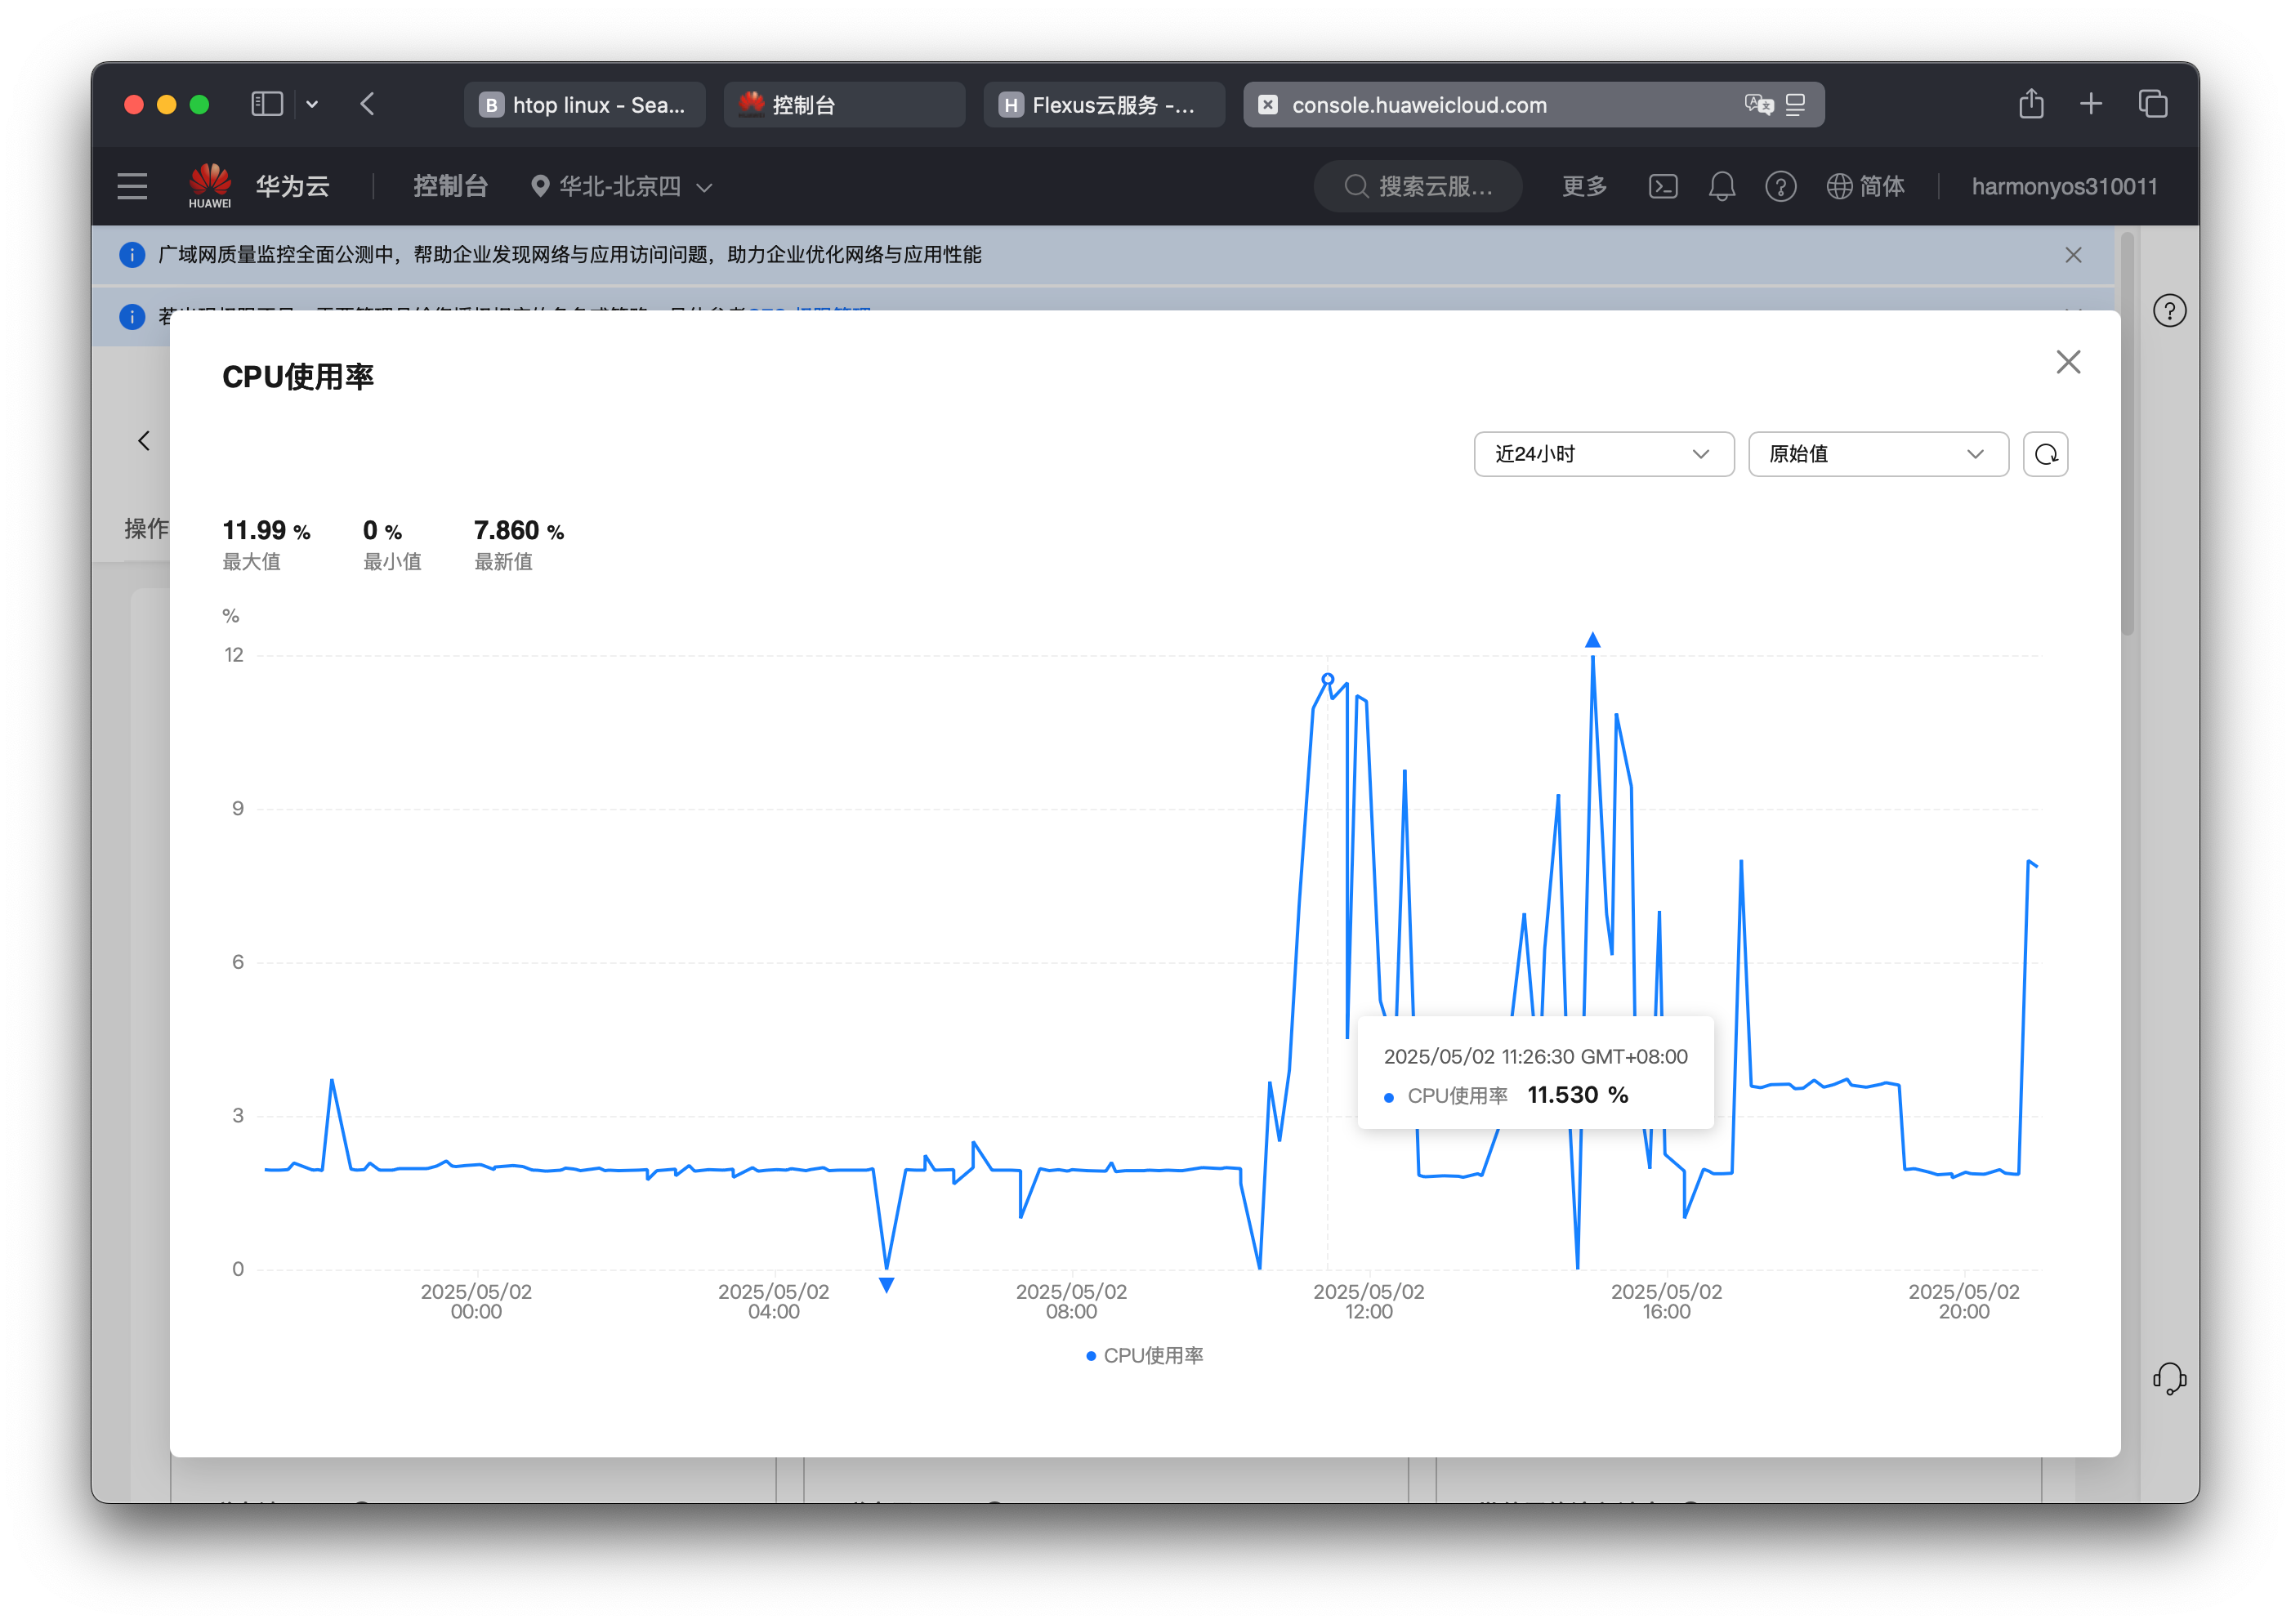 B htop linux - Sea...
控制台
H Flexus云服务 -...
console.huaweicloud.com
HUAWEI
华为云
控制台
华北-北京四
搜索云服...
更多
简体
harmonyos310011
广域网质量监控全面公测中，帮助企业发现网络与应用访问问题，助力企业优化网络与应用性能
CPU使用率
近24小时
原始值
操作
11.99 %
0 %
7.860 %
最大值
最小值
最新值
%
12
9
6
3
0
2025/05/02 11:26:30 GMT+08:00
CPU使用率 11.530 %
2025/05/02
00:00
2025/05/02
04:00
2025/05/02
08:00
2025/05/02
12:00
2025/05/02
16:00
2025/05/02
20:00
CPU使用率